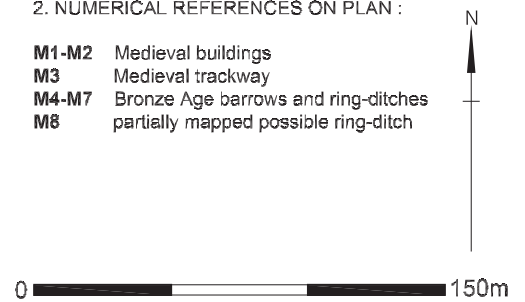 2. NUMERICAL REFERENCES ON PLAN :
N
M1-M2 Medieval buildings
M3 Medieval trackway
M4-M7 Bronze Age barrows and ring-ditches
M8 partially mapped possible ring-ditch
0 150m